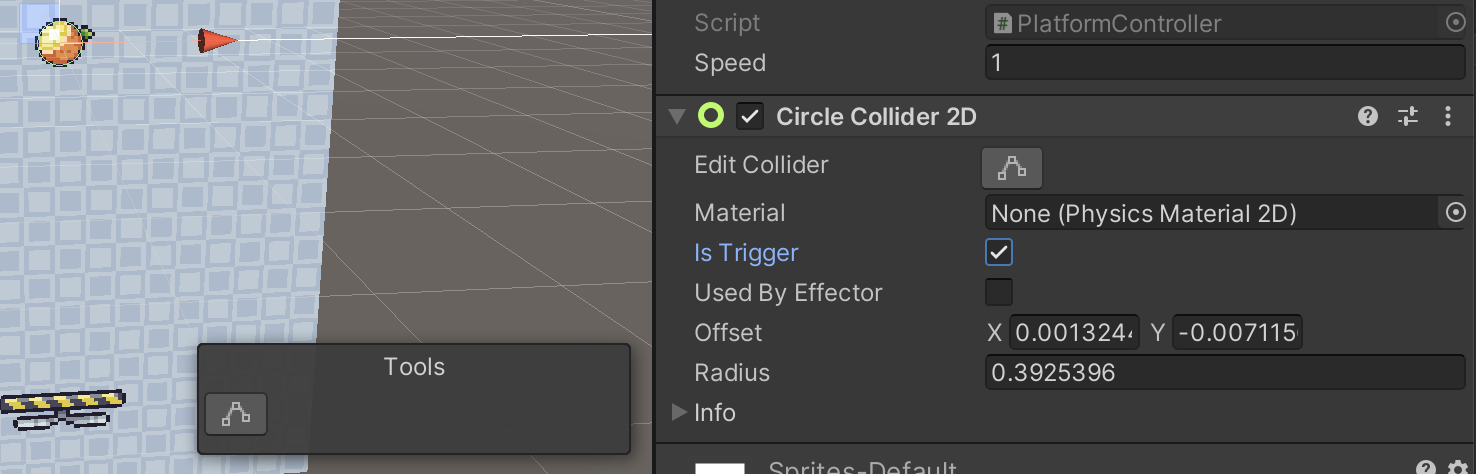 Script # PlatformController
Speed 1
Circle Collider 2D
Edit Collider
Material None (Physics Material 2D)
Is Trigger
Used By Effector
Offset X 0.001324 Y -0.007115
Radius 0.3925396
Info
Tools
Sprites-Default